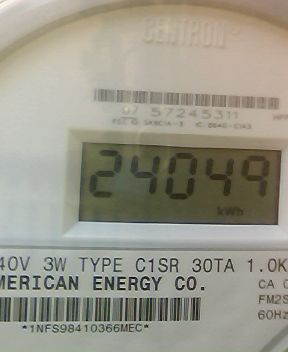 CENTRON
07 57245311
24049
kWh
40V 3W TYPE C1SR 30TA 1.0K
MERICAN ENERGY CO. CA 0
FM2S
60Hz
*1NFS98410366MEC*